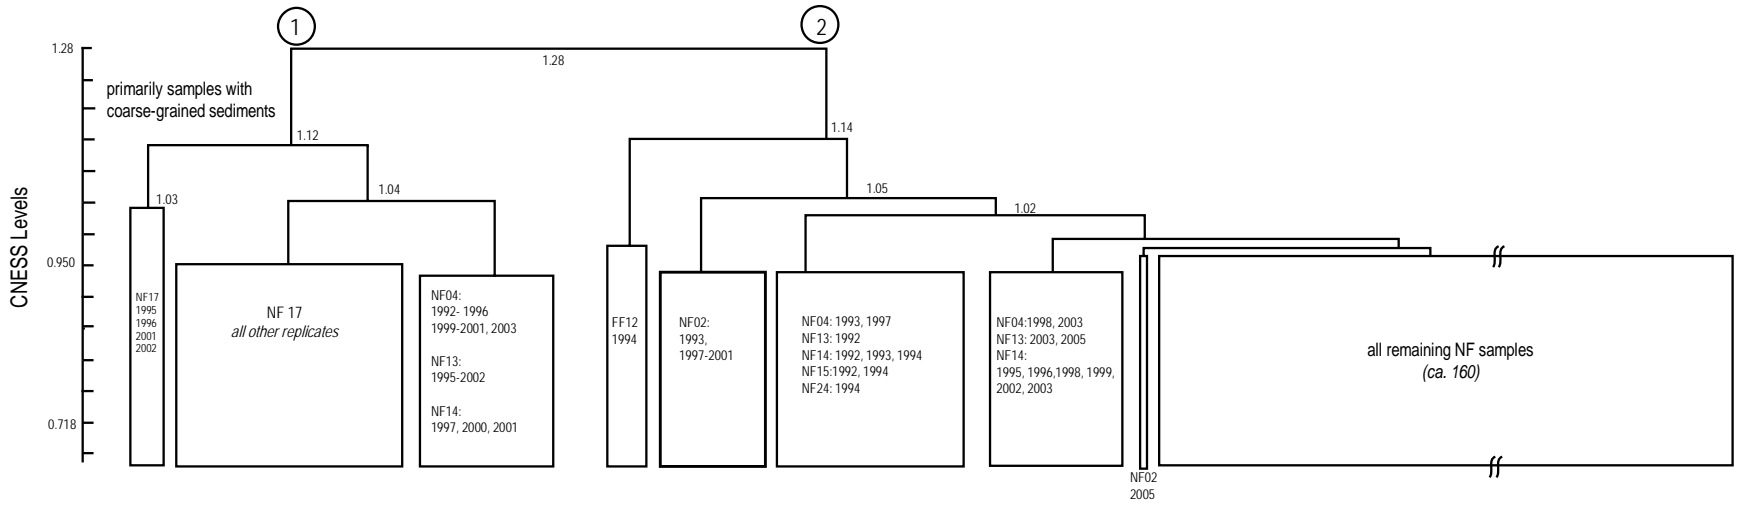 1
2
1.28
1.28
primarily samples with
coarse-grained sediments
1.12
1.14
1.03
1.04
1.05
1.02
CNESS Levels
0.950
0.718
NF17
1995
1996
2001
2002
NF 17
all other replicates
NF04:
1992- 1996
1999-2001, 2003
NF13:
1995-2002
NF14:
1997, 2000, 2001
FF12
1994
NF02:
1993,
1997-2001
NF04: 1993, 1997
NF13: 1992
NF14: 1992, 1993, 1994
NF15:1992, 1994
NF24: 1994
NF04:1998, 2003
NF13: 2003, 2005
NF14:
1995, 1996,1998, 1999,
2002, 2003
NF02
2005
all remaining NF samples
(ca. 160)